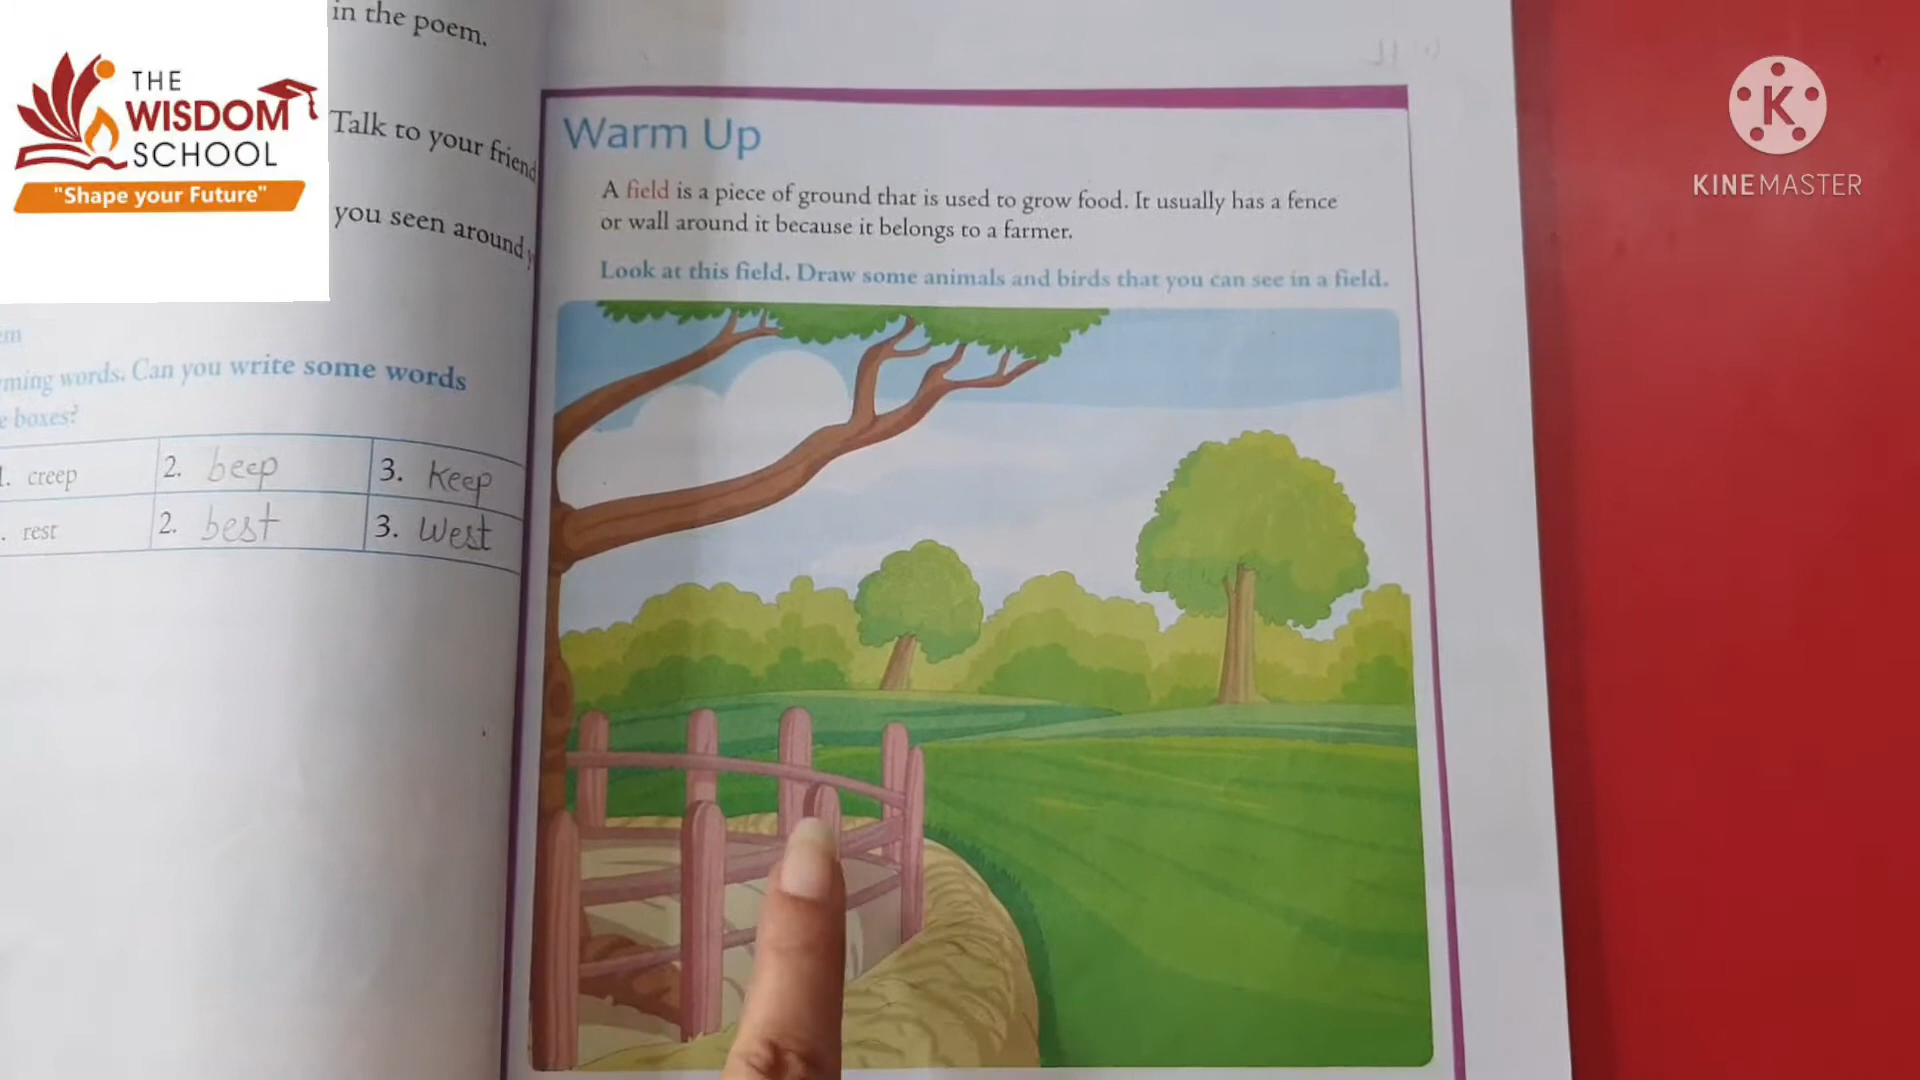 THE
WISDOM
SCHOOL
"Shape your Future"
in the poem.
Talk to your friend
you seen around
ming words. Can you write some words
boxes?
creep
2. beep
3. keep
rest
2. best
3. West
Warm Up
A field is a piece of ground that is used to grow food. It usually has a fence
or wall around it because it belongs to a farmer.
Look at this field. Draw some animals and birds that you can see in a field.
K
KINEMASTER